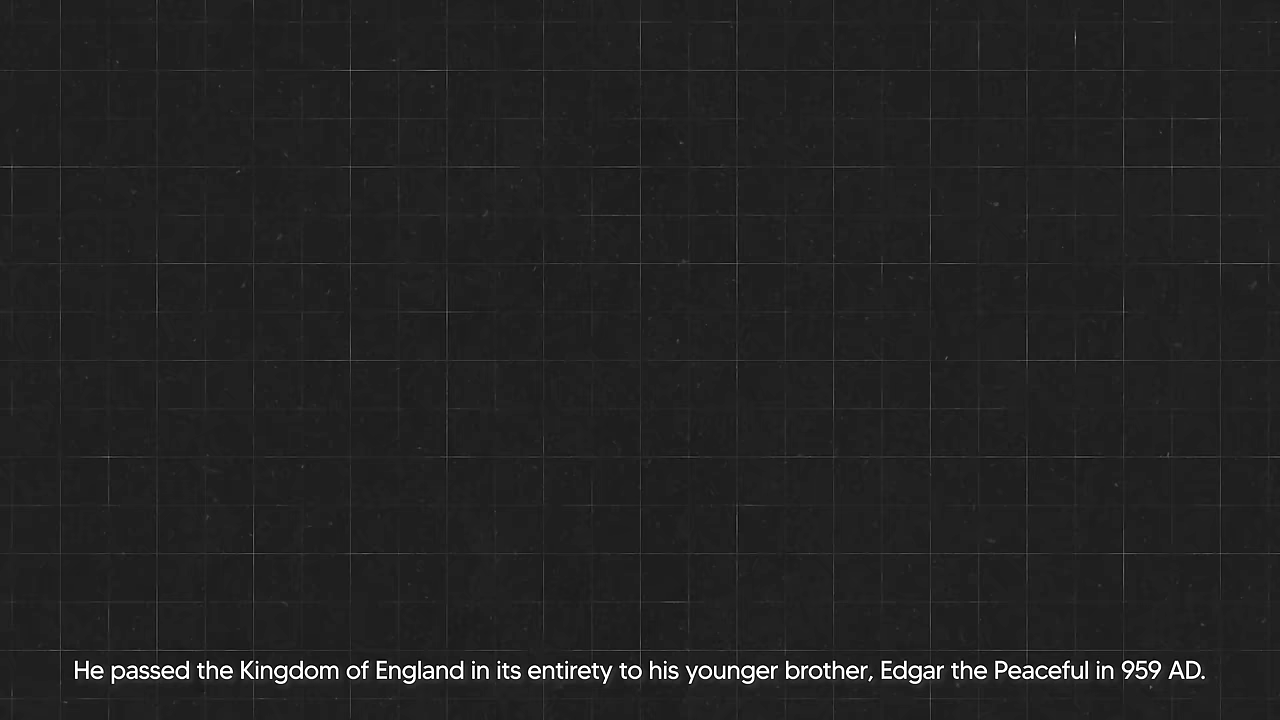 He passed the Kingdom of England in its entirety to his younger brother, Edgar the Peaceful in 959 AD.